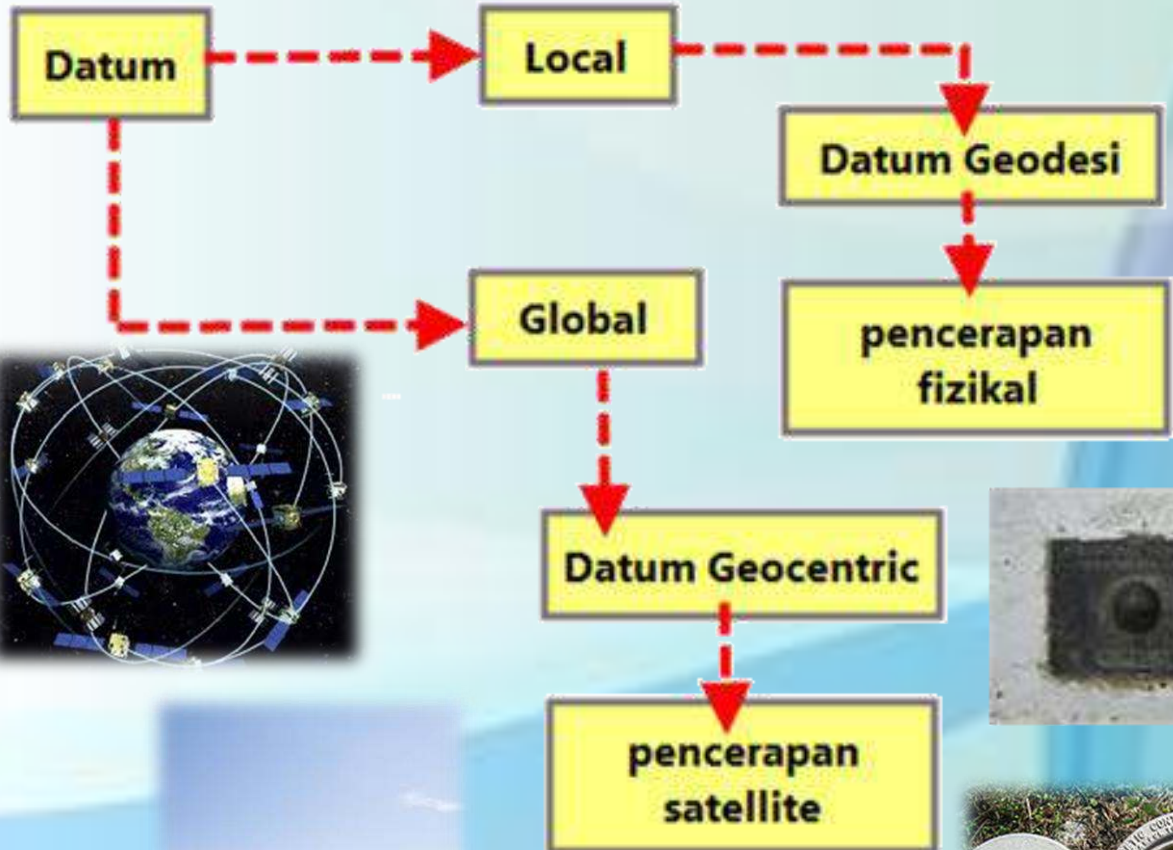 Datum
Local
Datum Geodesi
Global
pencerapan
fizikal
Datum Geocentric
pencerapan
satellite